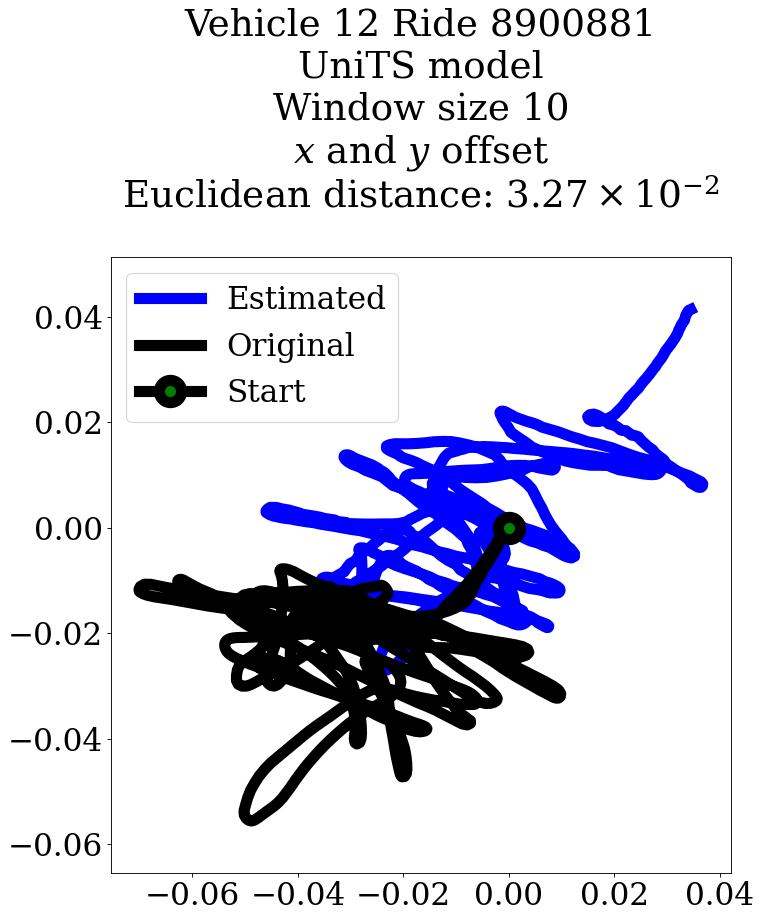 Vehicle 12 Ride 8900881
UniTS model
Window size 10
x and y offset
Euclidean distance: 3.27 × 10⁻²
Estimated
Original
Start
0.04
0.02
0.00
−0.02
−0.04
−0.06
−0.06 −0.04 −0.02 0.00 0.02 0.04